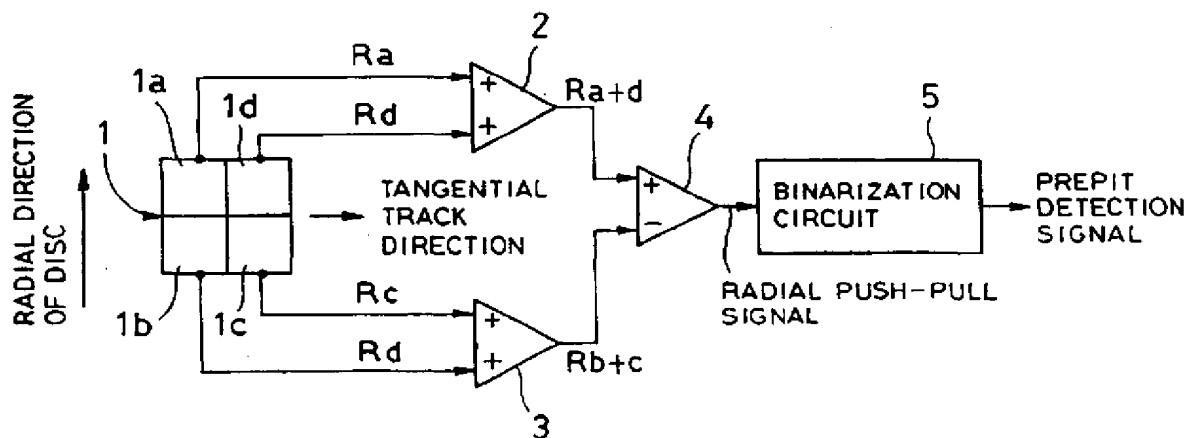 Ra
2
1a
1d
Rd
Ra+d
4
5
1
RADIAL DIRECTION
OF DISC
TANGENTIAL
TRACK
DIRECTION
BINARIZATION
CIRCUIT
PREPIT
DETECTION
SIGNAL
1b
1c
Rc
RADIAL PUSH-PULL
SIGNAL
Rd
Rb+c
3
+
+
+
−
+
+